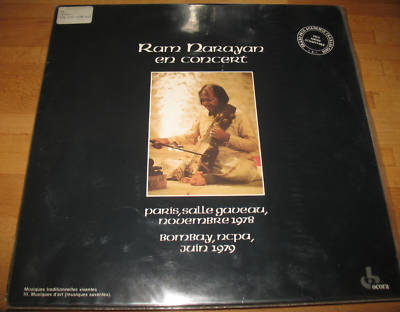 Ram Narayan
en concert
paris, salle gaveau,
novembre 1978
Bombay, ncpa,
juin 1979
Musiques traditionnelles vivantes
III. Musiques d'art (musiques savantes).
ocora